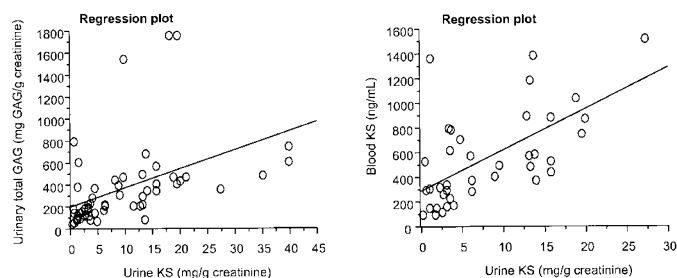 Regression plot
Urinary total GAG (mg GAG/g creatinine)
1800
1600
1400
1200
1000
800
600
400
200
0
0 5 10 15 20 25 30 35 40 45
Urine KS (mg/g creatinine)
Regression plot
Blood KS (ng/mL)
1600
1400
1200
1000
800
600
400
200
0
0 5 10 15 20 25 30
Urine KS (mg/g creatinine)